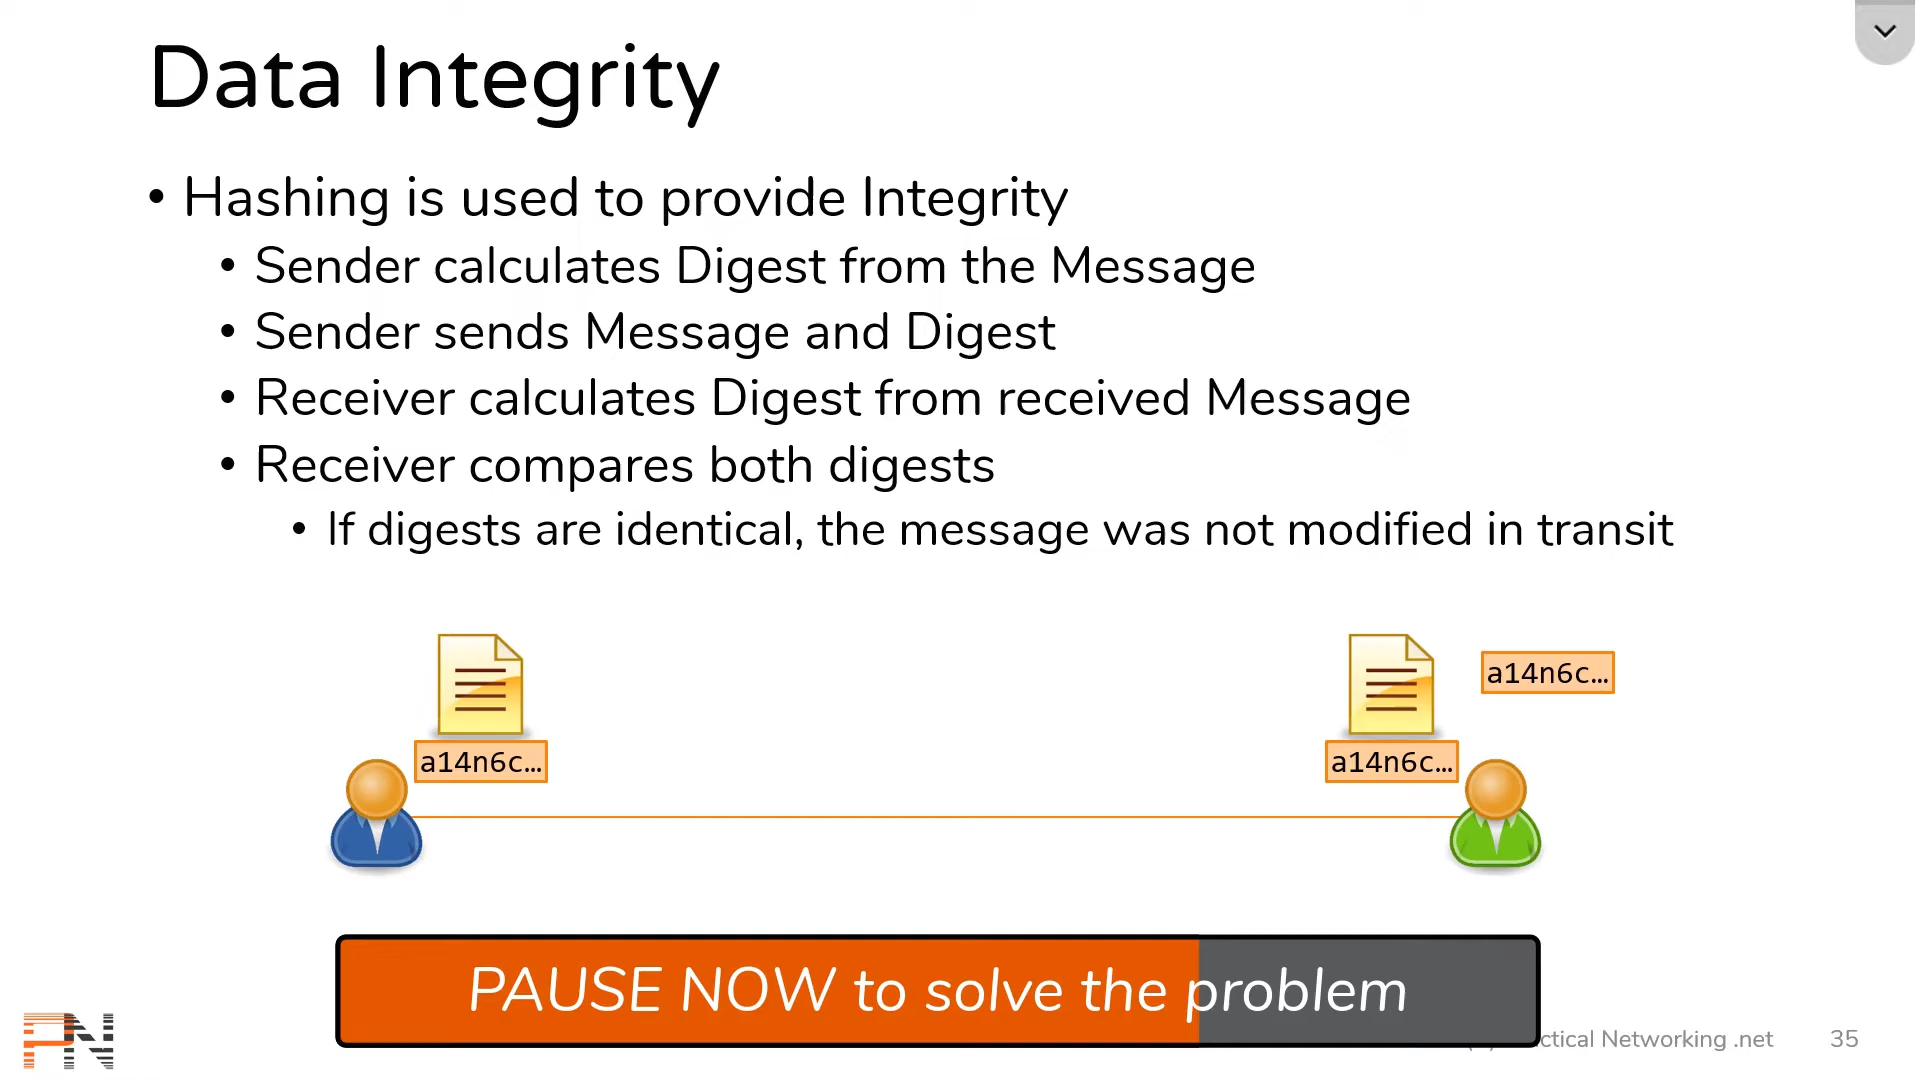 Data Integrity
• Hashing is used to provide Integrity
• Sender calculates Digest from the Message
• Sender sends Message and Digest
• Receiver calculates Digest from received Message
• Receiver compares both digests
• If digests are identical, the message was not modified in transit
a14n6c…
a14n6c…
a14n6c…
PAUSE NOW to solve the problem
PN
Networking .net
35